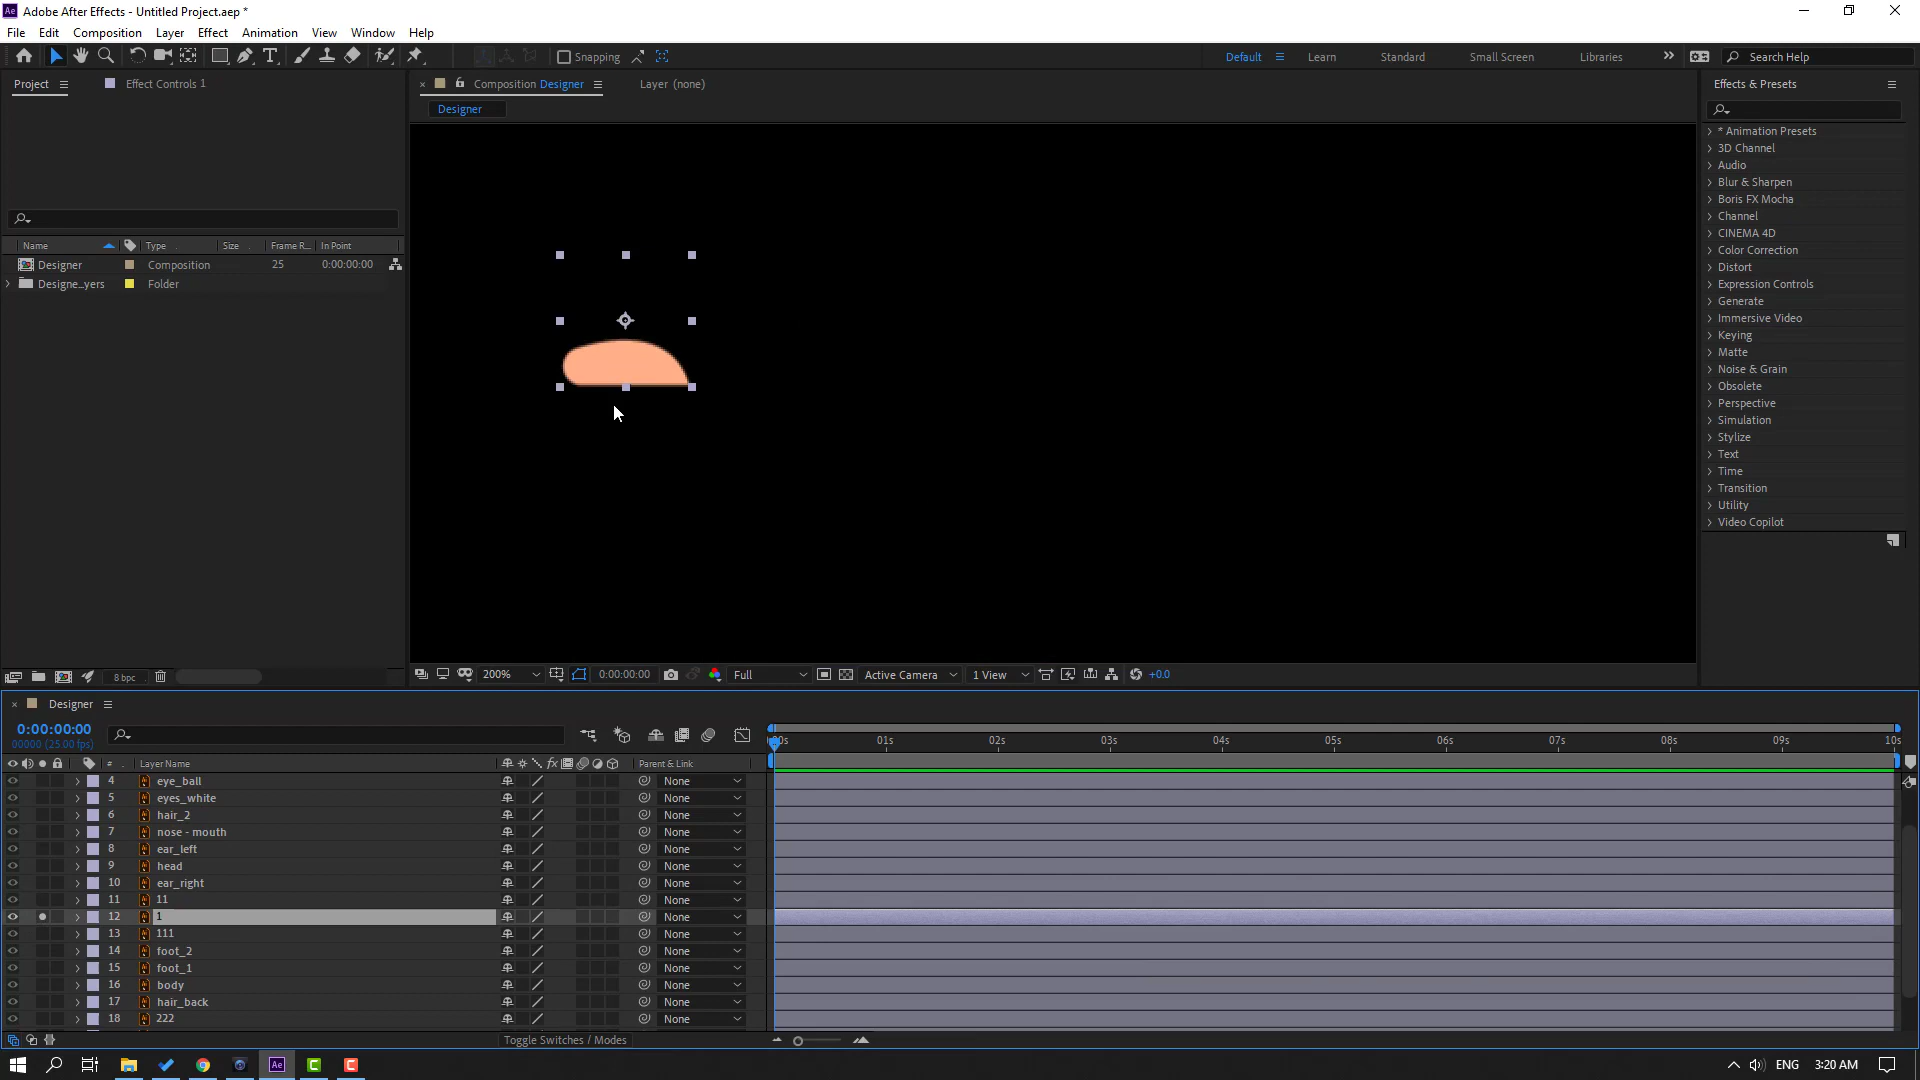 Adobe After Effects - Untitled Project.aep *
File Edit Composition Layer Effect Animation View Window Help
Snapping
Default Learn Standard Small Screen Libraries Search Help
Project Effect Controls 1
Composition Designer Layer (none)
Effects & Presets
Designer
Name Type Size Frame R... In Point
Designer Composition 25 0:00:00:00
Designe...yers Folder
* Animation Presets
3D Channel
Audio
Blur & Sharpen
Boris FX Mocha
Channel
CINEMA 4D
Color Correction
Distort
Expression Controls
Generate
Immersive Video
Keying
Matte
Noise & Grain
Obsolete
Perspective
Simulation
Stylize
Text
Time
Transition
Utility
Video Copilot
8 bpc
200% 0:00:00:00 Full Active Camera 1 View +0.0
Designer
0:00:00:00
00000 (25.00 fps)
00s 01s 02s 03s 04s 05s 06s 07s 08s 09s 10s
# Layer Name fx Parent & Link
4 eye_ball None
5 eyes_white None
6 hair_2 None
7 nose - mouth None
8 ear_left None
9 head None
10 ear_right None
11 11 None
12 1 None
13 111 None
14 foot_2 None
15 foot_1 None
16 body None
17 hair_back None
18 222 None
Toggle Switches / Modes
Ae ENG 3:20 AM